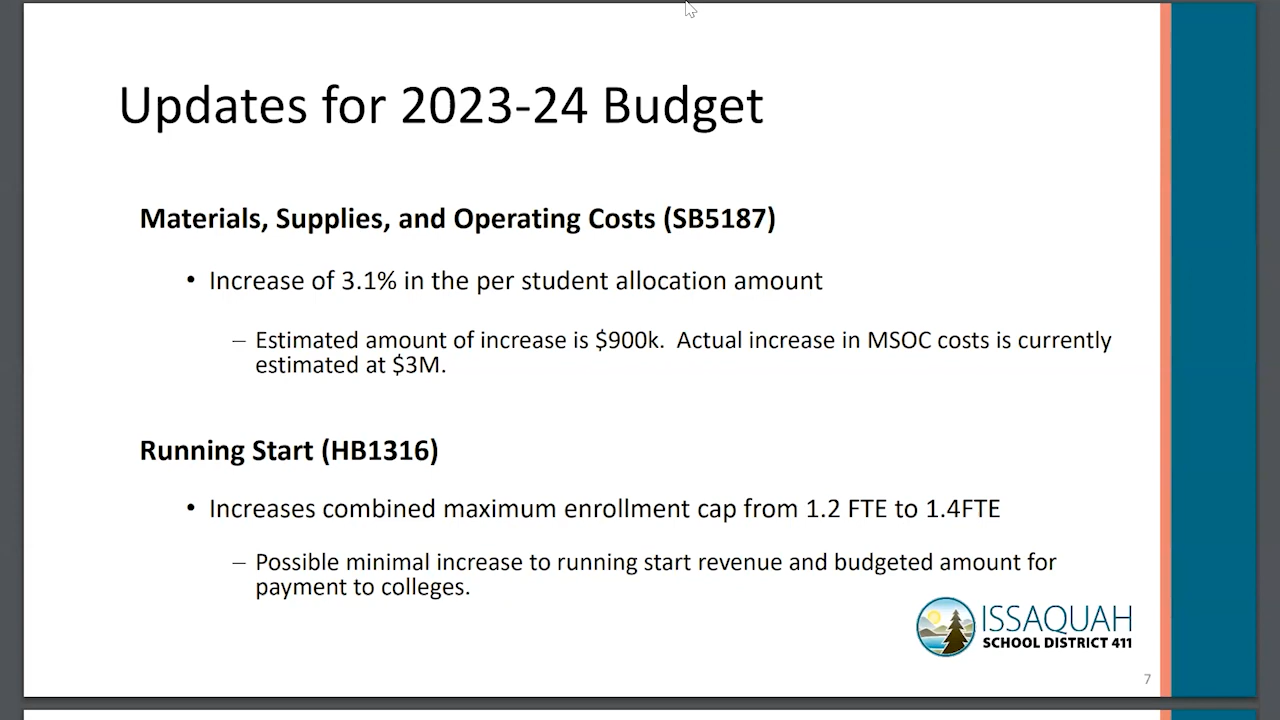 Updates for 2023-24 Budget
Materials, Supplies, and Operating Costs (SB5187)
• Increase of 3.1% in the per student allocation amount
– Estimated amount of increase is $900k.  Actual increase in MSOC costs is currently
estimated at $3M.
Running Start (HB1316)
• Increases combined maximum enrollment cap from 1.2 FTE to 1.4FTE
– Possible minimal increase to running start revenue and budgeted amount for
payment to colleges.
ISSAQUAH
SCHOOL DISTRICT 411
7